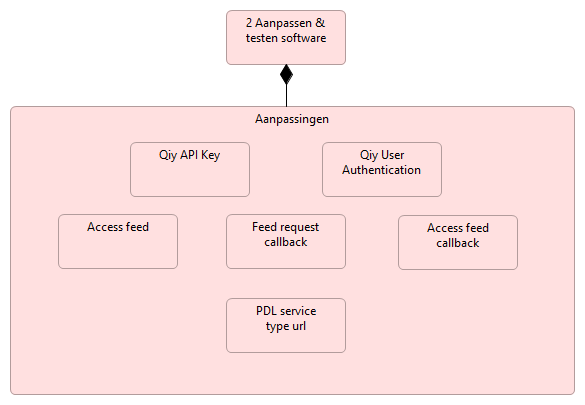 2 Aanpassen &
testen software
Aanpassingen
Qiy API Key
Qiy User
Authentication
Access feed
Feed request
callback
Access feed
callback
PDL service
type url